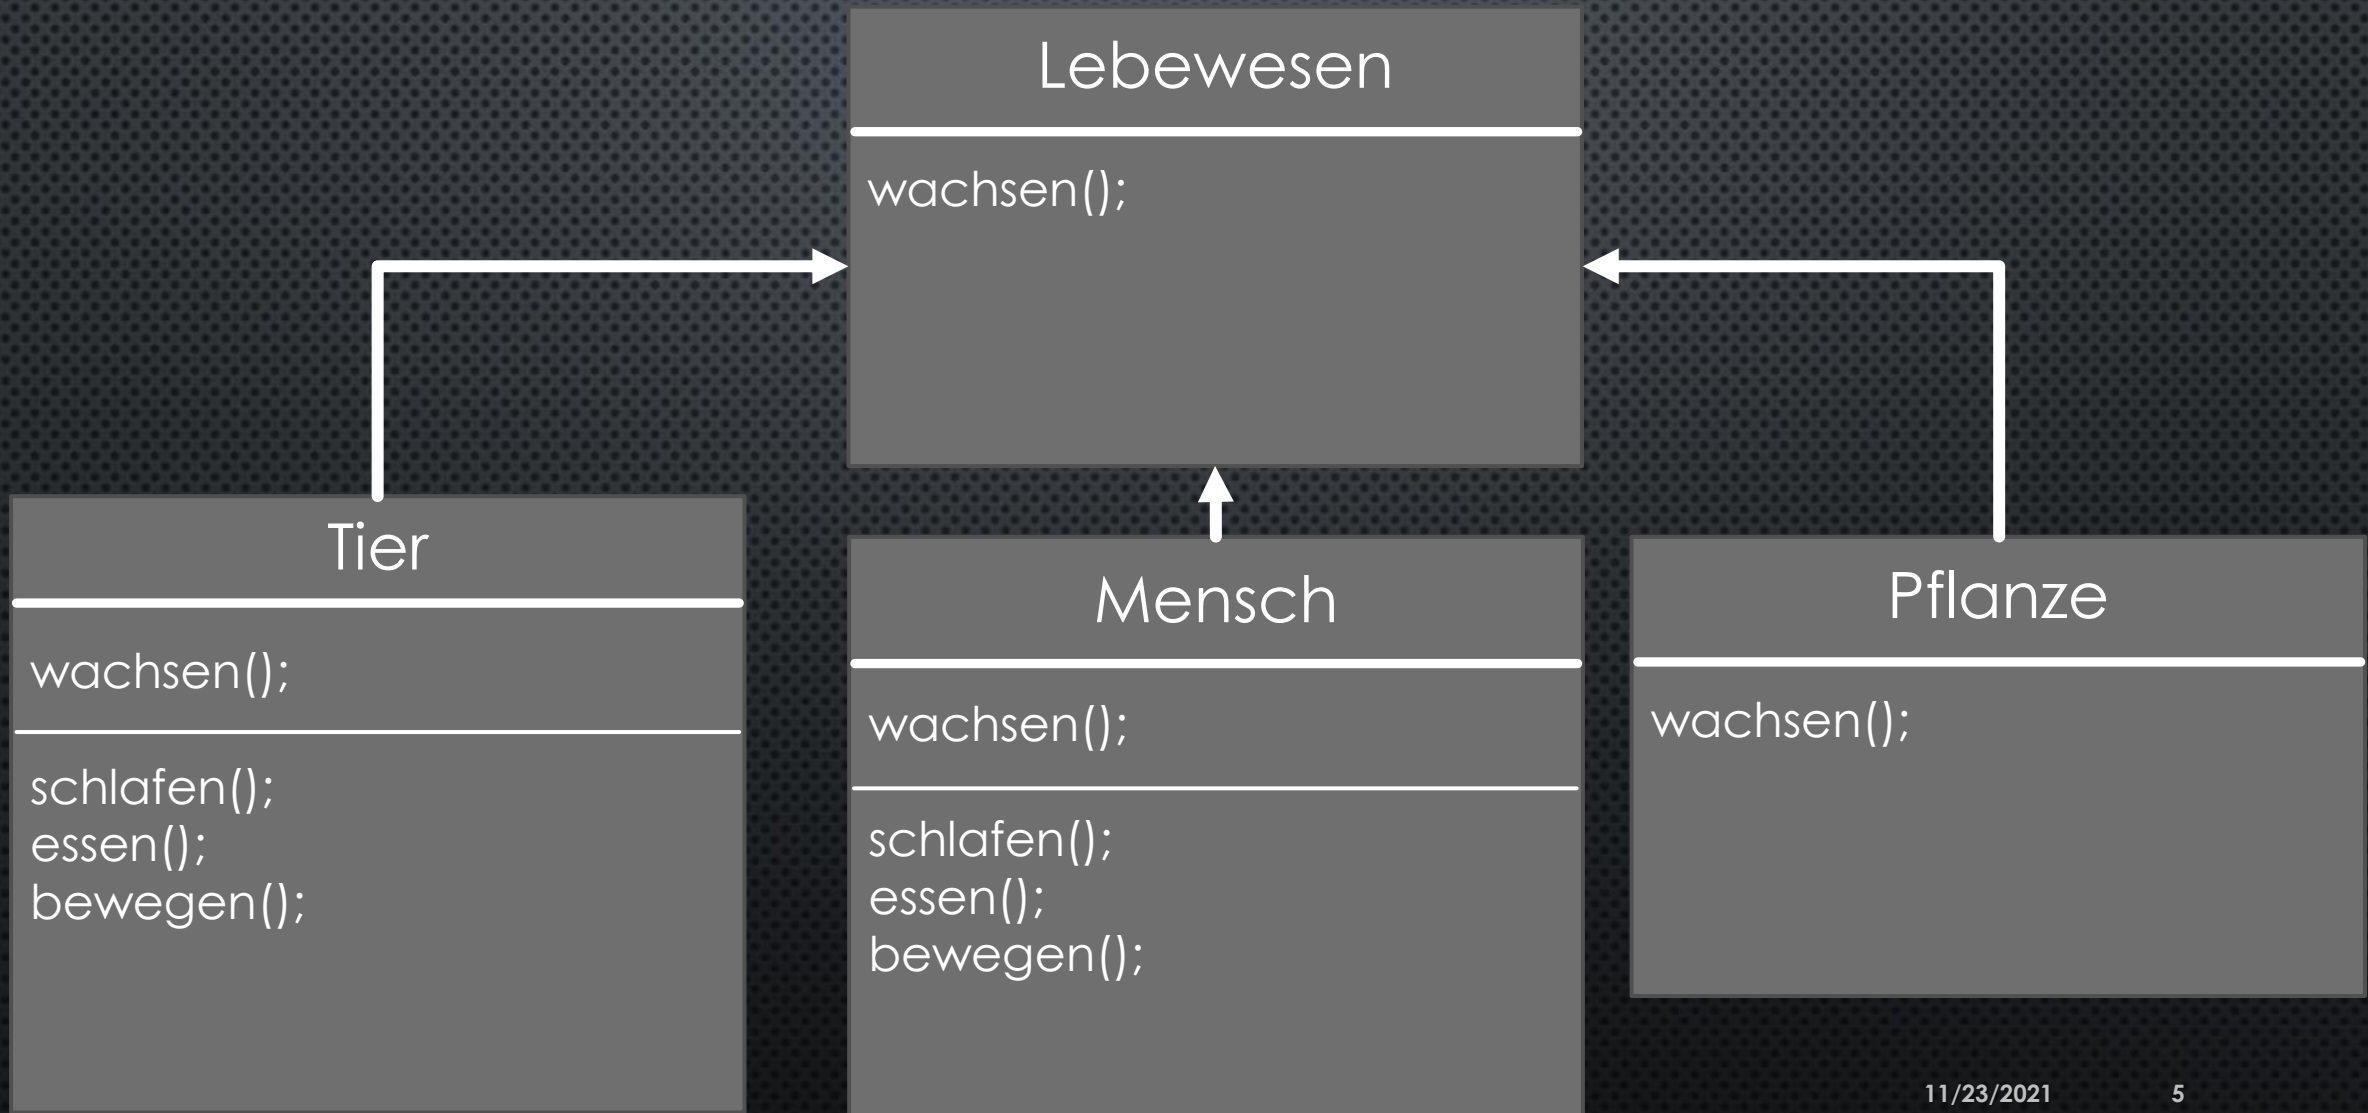 Lebewesen
wachsen();
Tier
wachsen();
schlafen();
essen();
bewegen();
Mensch
wachsen();
schlafen();
essen();
bewegen();
Pflanze
wachsen();
11/23/2021 5